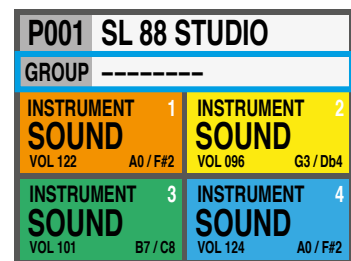 P001 SL 88 STUDIO
GROUP ––––––––
INSTRUMENT 1
SOUND
VOL 122 A0 / F#2
INSTRUMENT 2
SOUND
VOL 096 G3 / Db4
INSTRUMENT 3
SOUND
VOL 101 B7 / C8
INSTRUMENT 4
SOUND
VOL 124 A0 / F#2